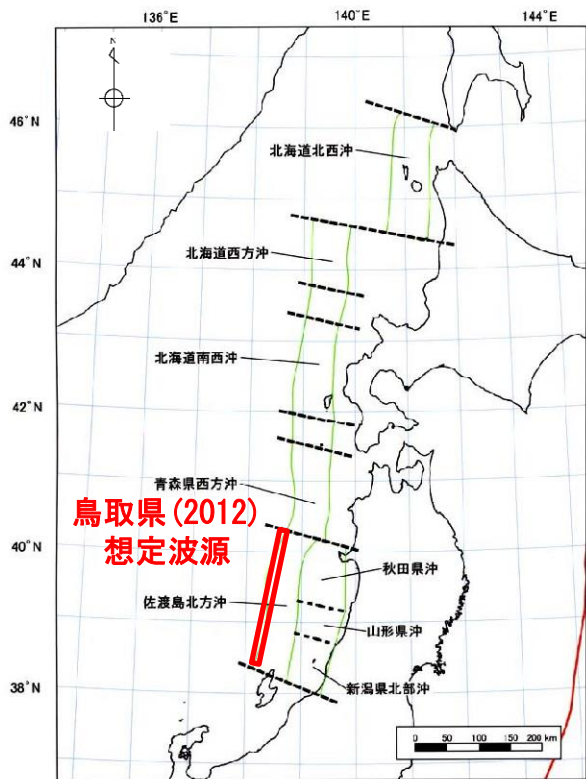 136°E
140°E
144°E
N
46°N
北海道北西沖
北海道西方沖
44°N
北海道南西沖
42°N
青森県西方沖
鳥取県(2012)
想定波源
40°N
秋田県沖
佐渡島北方沖
山形県沖
新潟県北部沖
38°N
0 50 100 150 200 km